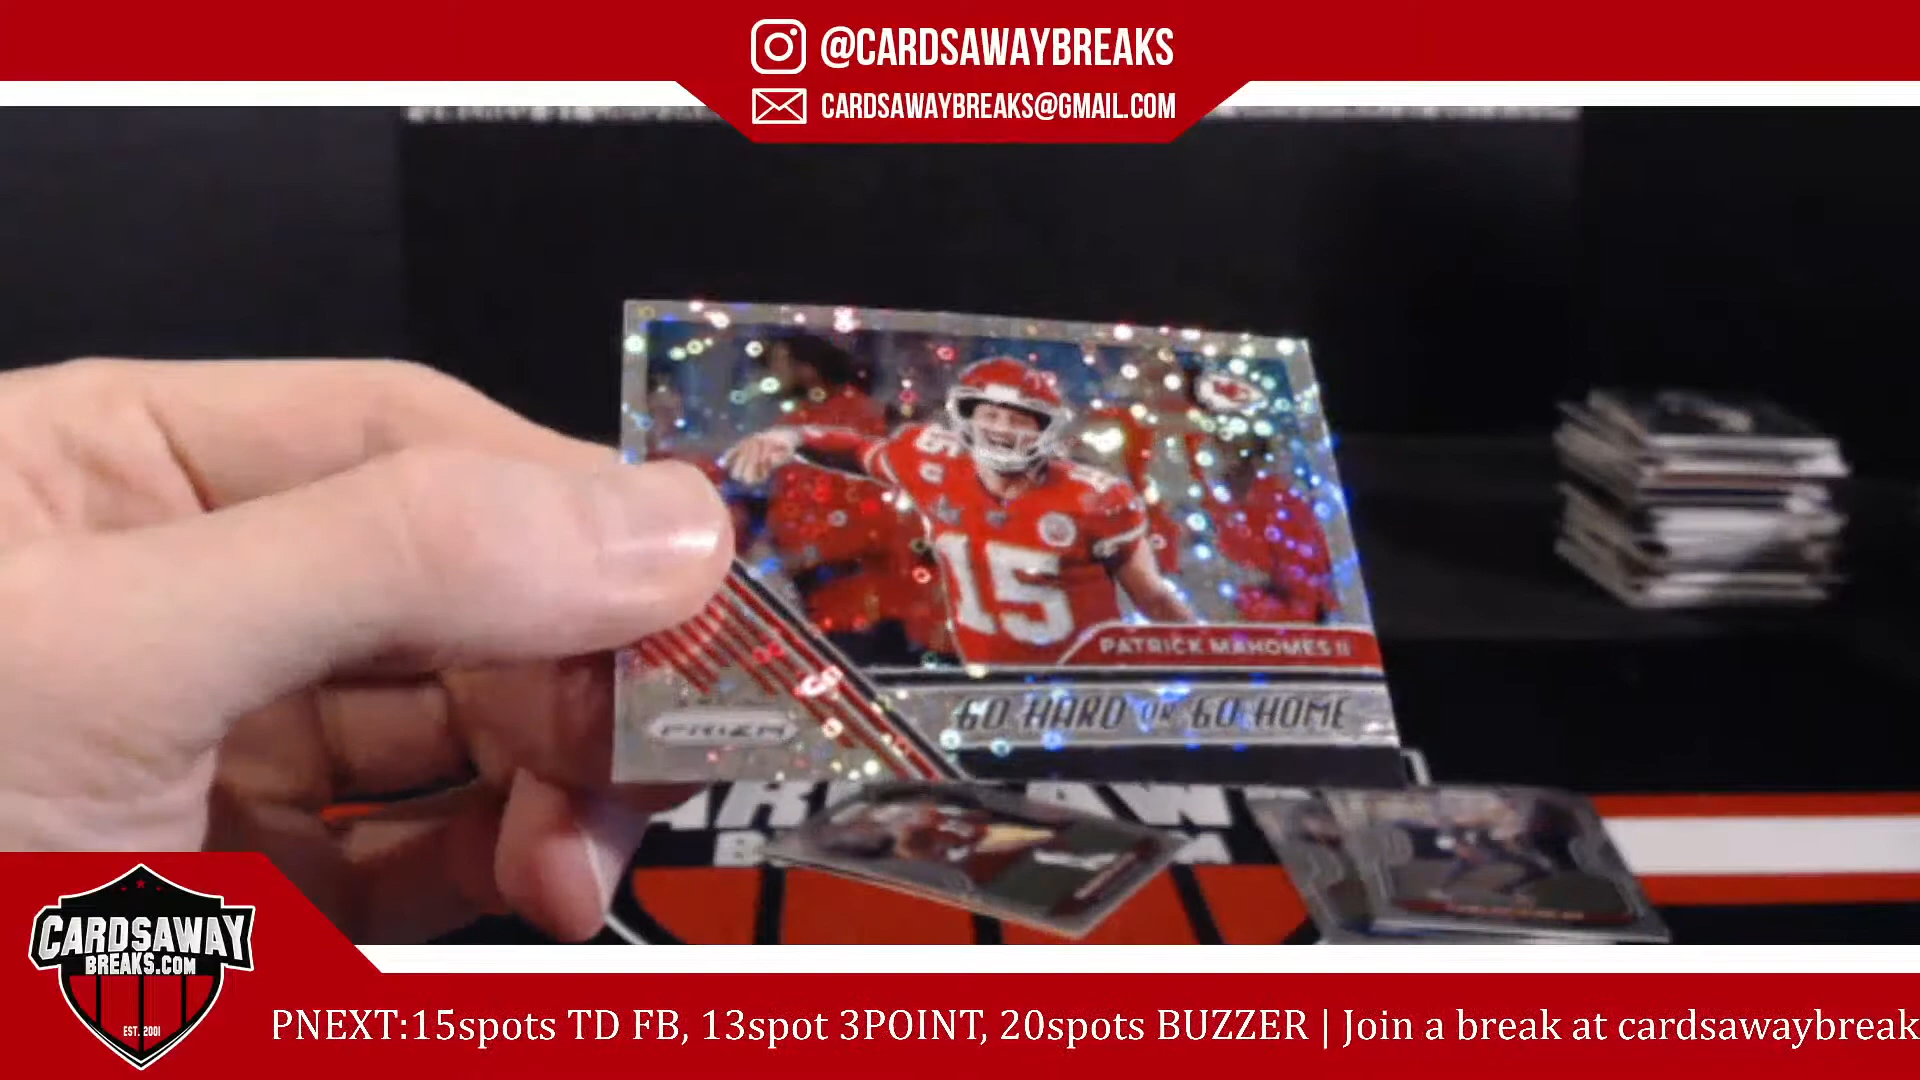 @CARDSAWAYBREAKS
CARDSAWAYBREAKS@GMAIL.COM
15
PATRICK MAHOMES II
GO HARD OR GO HOME
PRIZM
CARDSAWAY
BREAKS.COM
EST. 2001
PNEXT:15spots TD FB, 13spot 3POINT, 20spots BUZZER | Join a break at cardsawaybreak